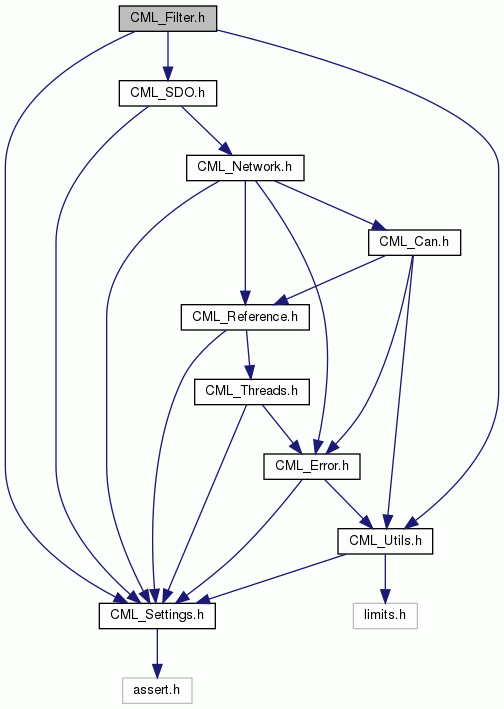 CML_Filter.h
CML_SDO.h
CML_Network.h
CML_Can.h
CML_Reference.h
CML_Threads.h
CML_Error.h
CML_Utils.h
CML_Settings.h
limits.h
assert.h